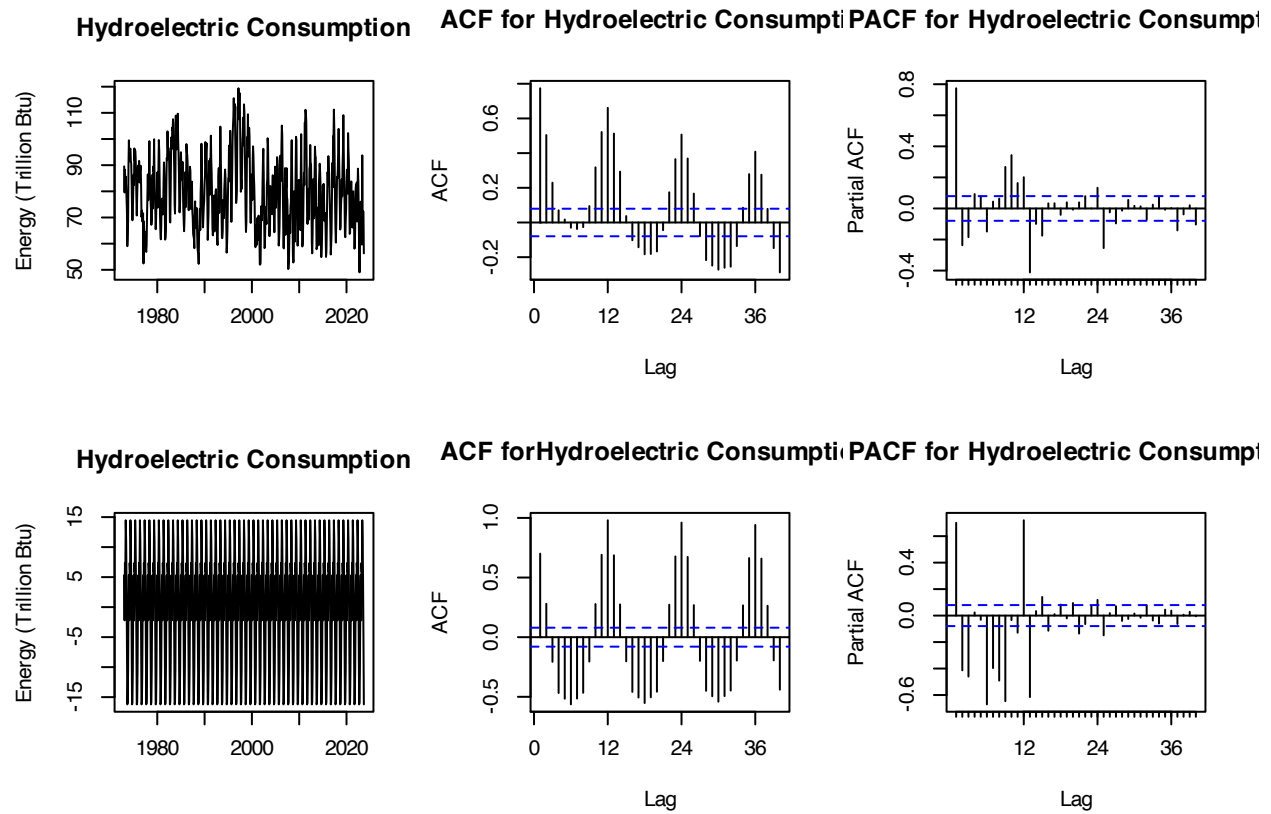 Hydroelectric Consumption
Energy (Trillion Btu)
50 70 90 110
1980 2000 2020
ACF for Hydroelectric Consumpti
ACF
-0.2 0.2 0.6
0 12 24 36
Lag
PACF for Hydroelectric Consumpt
Partial ACF
-0.4 0.0 0.4 0.8
12 24 36
Lag
Hydroelectric Consumption
Energy (Trillion Btu)
-15 -5 5 15
1980 2000 2020
ACF forHydroelectric Consumpti
ACF
-0.5 0.0 0.5 1.0
0 12 24 36
Lag
PACF for Hydroelectric Consumpt
Partial ACF
-0.6 0.0 0.4
12 24 36
Lag